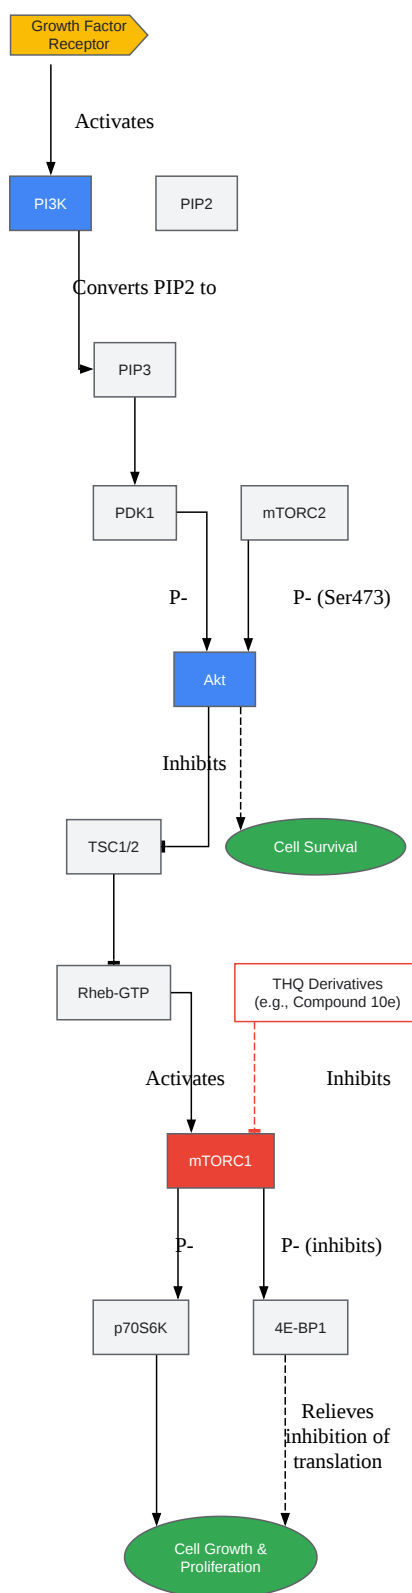 Growth Factor
Receptor
Activates
PI3K
PIP2
Converts PIP2 to
PIP3
PDK1
mTORC2
P-
P- (Ser473)
Akt
Inhibits
TSC1/2
Cell Survival
Rheb-GTP
THQ Derivatives
(e.g., Compound 10e)
Activates
Inhibits
mTORC1
P-
P- (inhibits)
p70S6K
4E-BP1
Relieves
inhibition of
translation
Cell Growth &
Proliferation